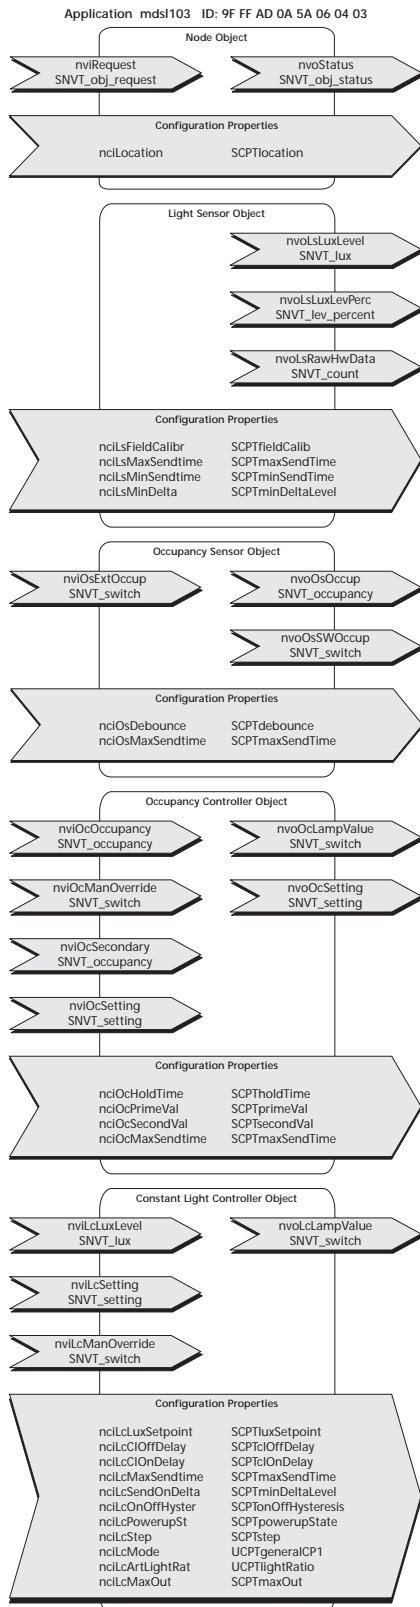 Application mdsl103 ID: 9F FF AD 0A 5A 06 04 03
Node Object
nviRequest
SNVT_obj_request
nvoStatus
SNVT_obj_status
Configuration Properties
nciLocation SCPTlocation
Light Sensor Object
nvoLsLuxLevel
SNVT_lux
nvoLsLuxLevPerc
SNVT_lev_percent
nvoLsRawHwData
SNVT_count
Configuration Properties
nciLsFieldCalibr SCPTfieldCalib
nciLsMaxSendtime SCPTmaxSendTime
nciLsMinSendtime SCPTminSendTime
nciLsMinDelta SCPTminDeltaLevel
Occupancy Sensor Object
nviOsExtOccup
SNVT_switch
nvoOsOccup
SNVT_occupancy
nvoOsSWOccup
SNVT_switch
Configuration Properties
nciOsDebounce SCPTdebounce
nciOsMaxSendtime SCPTmaxSendTime
Occupancy Controller Object
nviOcOccupancy
SNVT_occupancy
nvoOcLampValue
SNVT_switch
nviOcManOverride
SNVT_switch
nvoOcSetting
SNVT_setting
nviOcSecondary
SNVT_occupancy
nviOcSetting
SNVT_setting
Configuration Properties
nciOcHoldTime SCPTholdTime
nciOcPrimeVal SCPTprimeVal
nciOcSecondVal SCPTsecondVal
nciOcMaxSendtime SCPTmaxSendTime
Constant Light Controller Object
nviLcLuxLevel
SNVT_lux
nvoLcLampValue
SNVT_switch
nviLcSetting
SNVT_setting
nviLcManOverride
SNVT_switch
Configuration Properties
nciLcLuxSetpoint SCPTluxSetpoint
nciLcClOffDelay SCPTclOffDelay
nciLcClOnDelay SCPTclOnDelay
nciLcMaxSendtime SCPTmaxSendTime
nciLcSendOnDelta SCPTminDeltaLevel
nciLcOnOffHyster SCPTonOffHysteresis
nciLcPowerupSt SCPTpowerupState
nciLcStep SCPTstep
nciLcMode UCPTgeneralCP1
nciLcArtLightRat UCPTlightRatio
nciLcMaxOut SCPTmaxOut